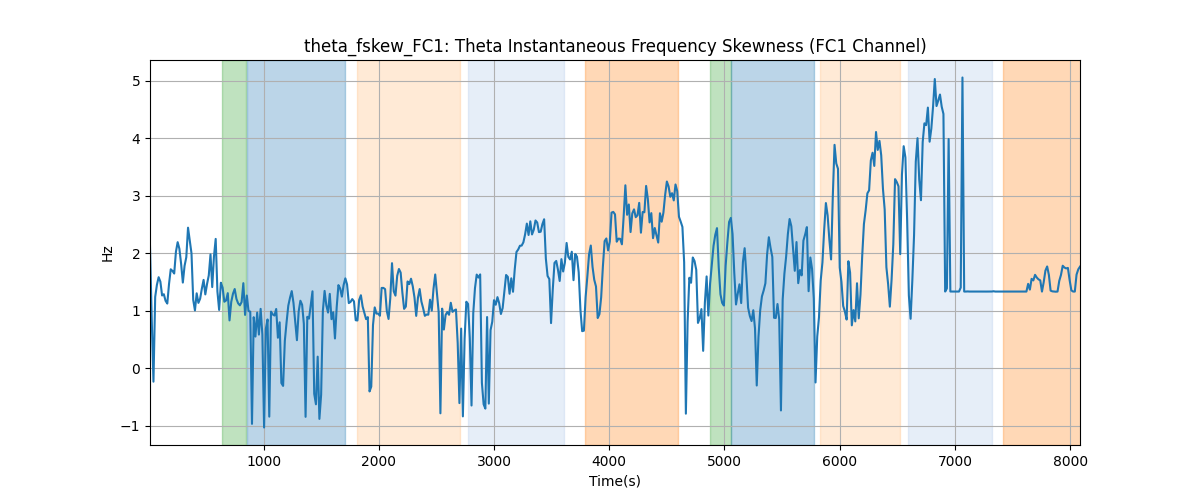 theta_fskew_FC1: Theta Instantaneous Frequency Skewness (FC1 Channel)
5
4
3
2
1
0
−1
Hz
1000 2000 3000 4000 5000 6000 7000 8000
Time(s)